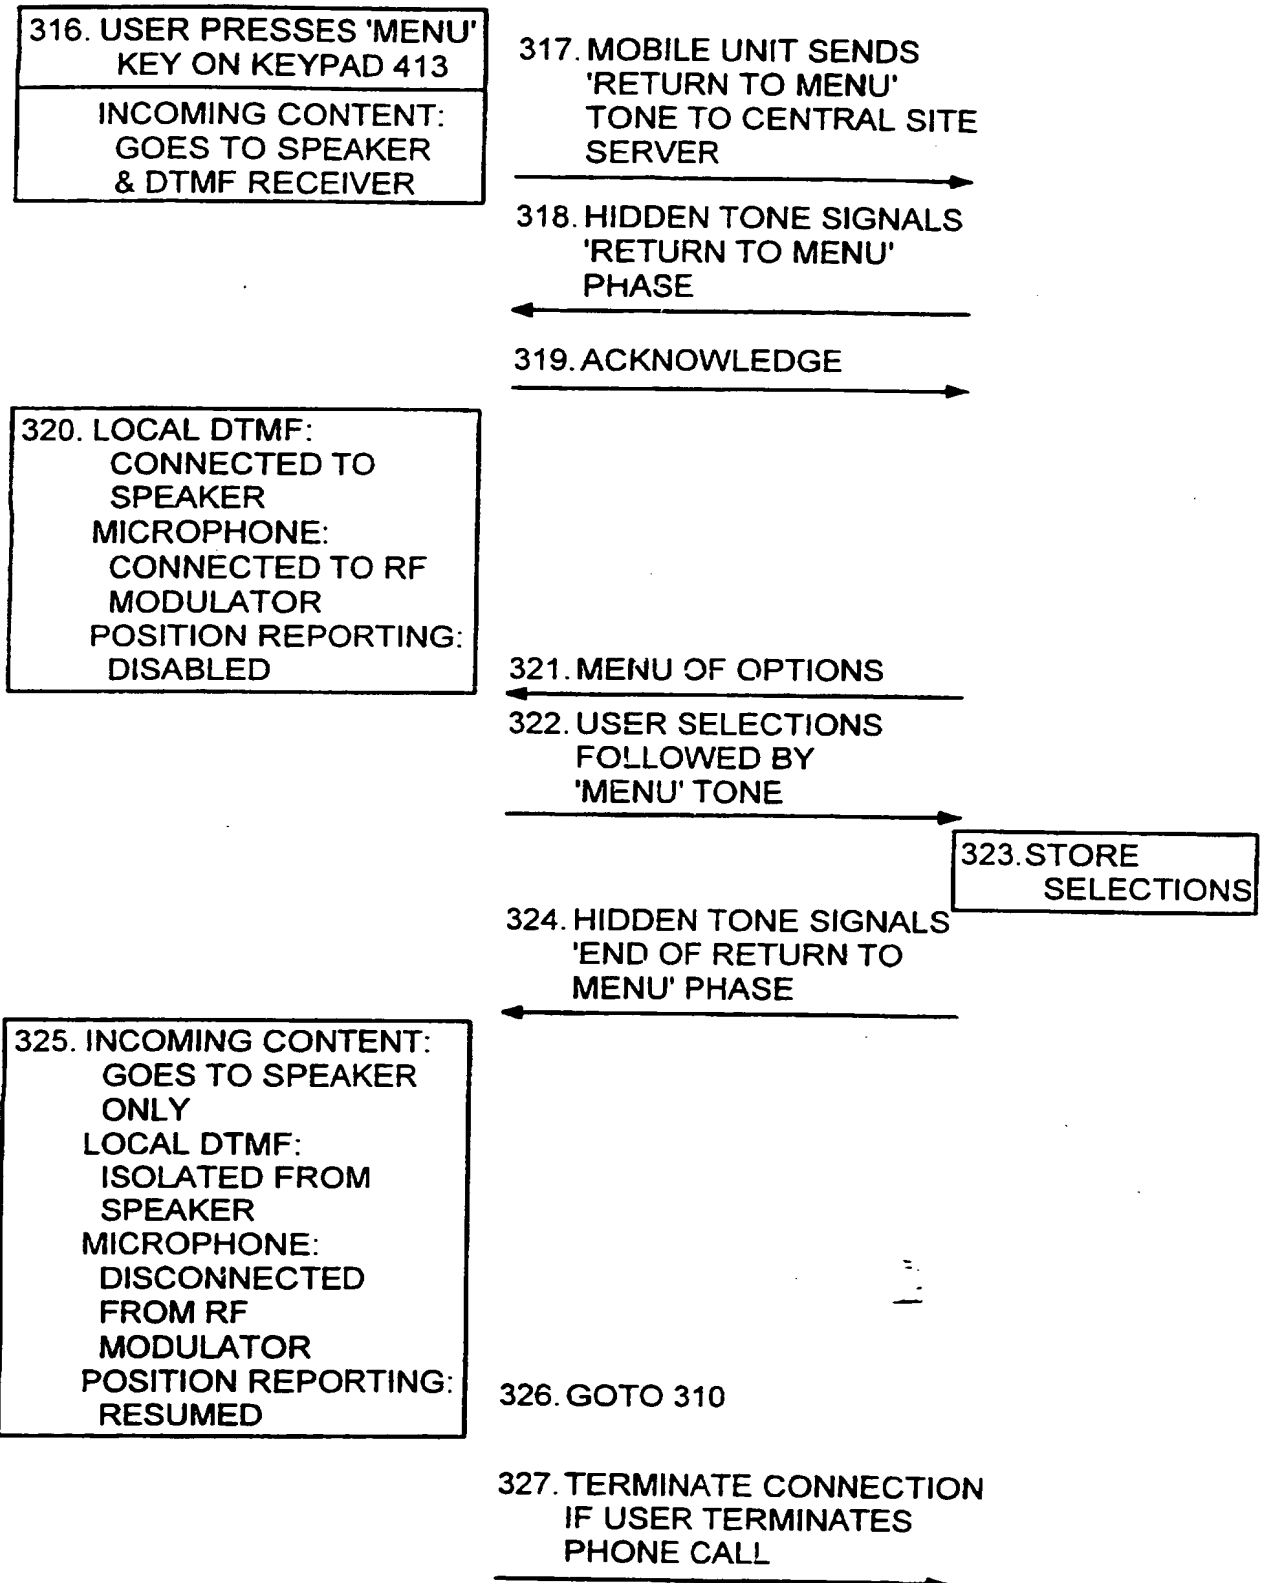 316. USER PRESSES 'MENU'
KEY ON KEYPAD 413
INCOMING CONTENT:
GOES TO SPEAKER
& DTMF RECEIVER
317. MOBILE UNIT SENDS
'RETURN TO MENU'
TONE TO CENTRAL SITE
SERVER
318. HIDDEN TONE SIGNALS
'RETURN TO MENU'
PHASE
319. ACKNOWLEDGE
320. LOCAL DTMF:
CONNECTED TO
SPEAKER
MICROPHONE:
CONNECTED TO RF
MODULATOR
POSITION REPORTING:
DISABLED
321. MENU OF OPTIONS
322. USER SELECTIONS
FOLLOWED BY
'MENU' TONE
323. STORE
SELECTIONS
324. HIDDEN TONE SIGNALS
'END OF RETURN TO
MENU' PHASE
325. INCOMING CONTENT:
GOES TO SPEAKER
ONLY
LOCAL DTMF:
ISOLATED FROM
SPEAKER
MICROPHONE:
DISCONNECTED
FROM RF
MODULATOR
POSITION REPORTING:
RESUMED
326. GOTO 310
327. TERMINATE CONNECTION
IF USER TERMINATES
PHONE CALL